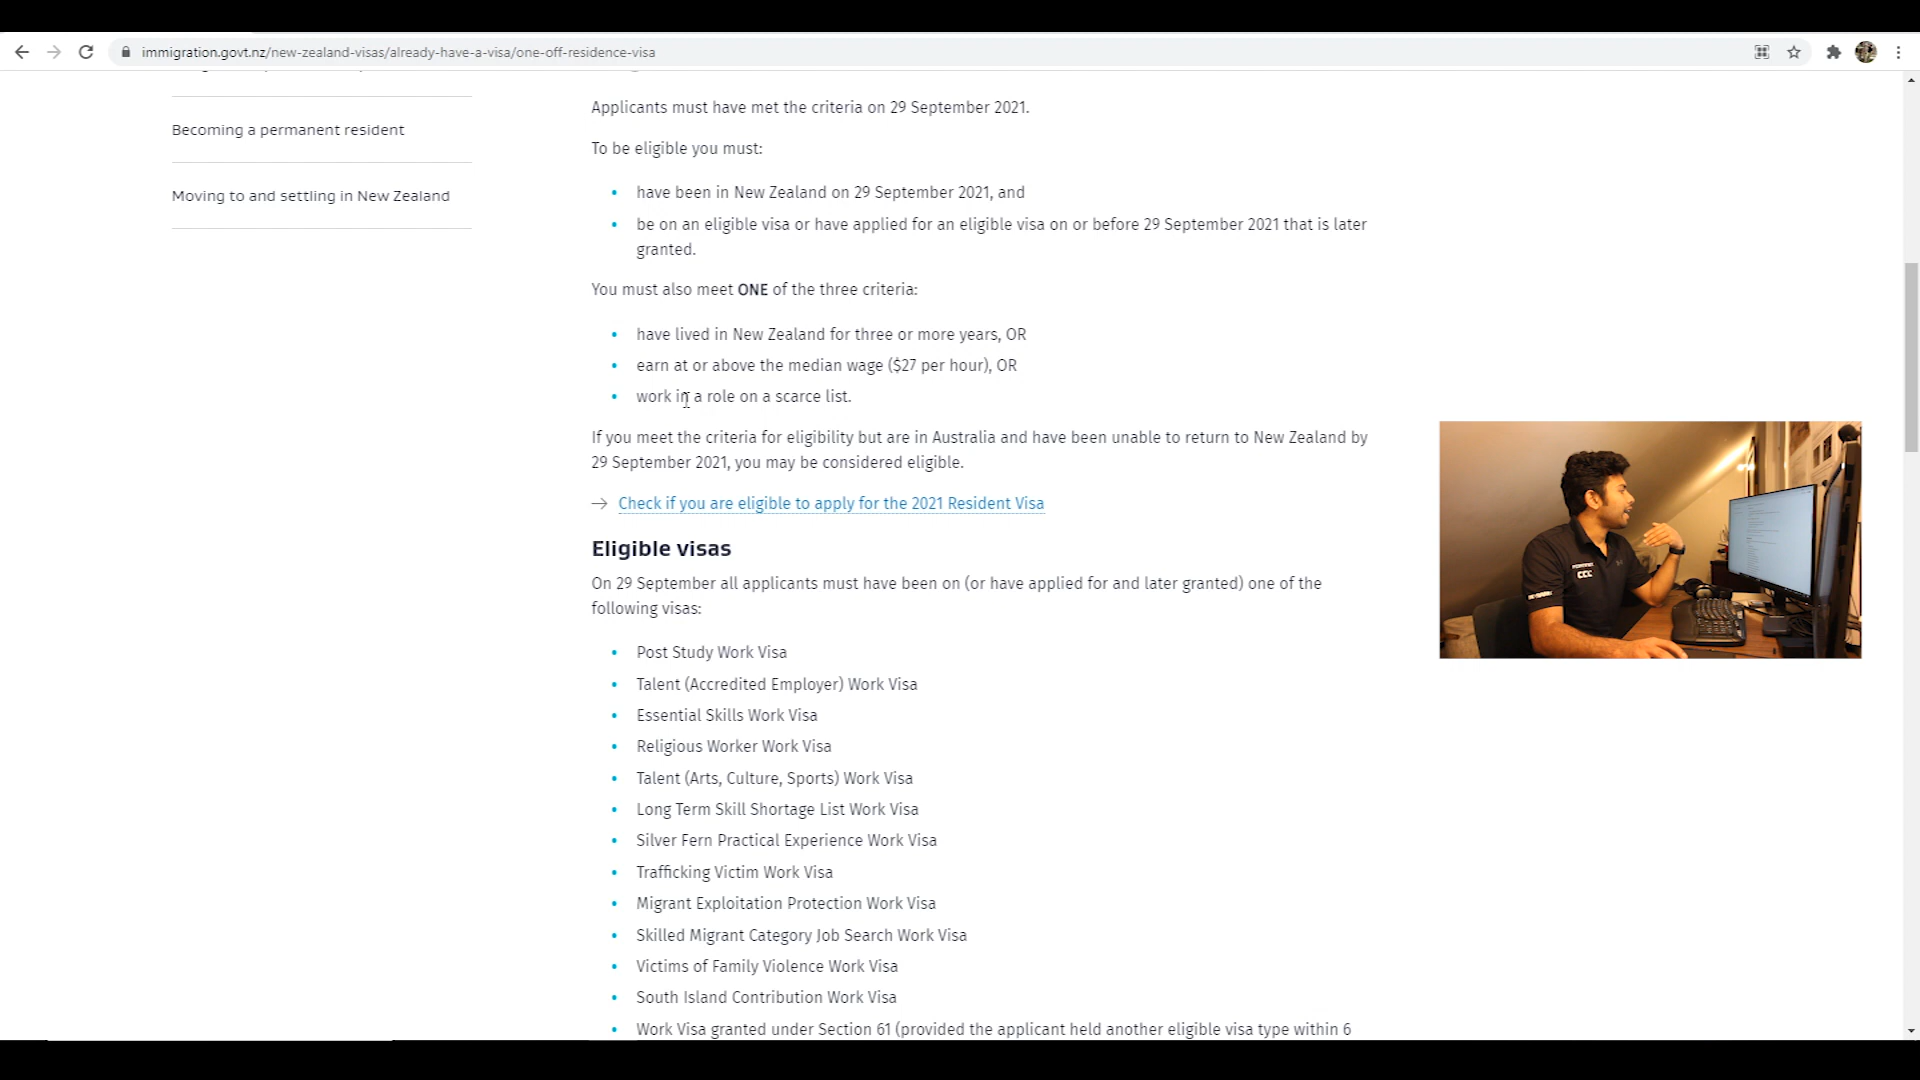 immigration.govt.nz/new-zealand-visas/already-have-a-visa/one-off-residence-visa
Becoming a permanent resident
Moving to and settling in New Zealand
Applicants must have met the criteria on 29 September 2021.
To be eligible you must:
have been in New Zealand on 29 September 2021, and
be on an eligible visa or have applied for an eligible visa on or before 29 September 2021 that is later
granted.
You must also meet ONE of the three criteria:
have lived in New Zealand for three or more years, OR
earn at or above the median wage ($27 per hour), OR
work in a role on a scarce list.
If you meet the criteria for eligibility but are in Australia and have been unable to return to New Zealand by
29 September 2021, you may be considered eligible.
→ Check if you are eligible to apply for the 2021 Resident Visa
Eligible visas
On 29 September all applicants must have been on (or have applied for and later granted) one of the
following visas:
Post Study Work Visa
Talent (Accredited Employer) Work Visa
Essential Skills Work Visa
Religious Worker Work Visa
Talent (Arts, Culture, Sports) Work Visa
Long Term Skill Shortage List Work Visa
Silver Fern Practical Experience Work Visa
Trafficking Victim Work Visa
Migrant Exploitation Protection Work Visa
Skilled Migrant Category Job Search Work Visa
Victims of Family Violence Work Visa
South Island Contribution Work Visa
Work Visa granted under Section 61 (provided the applicant held another eligible visa type within 6